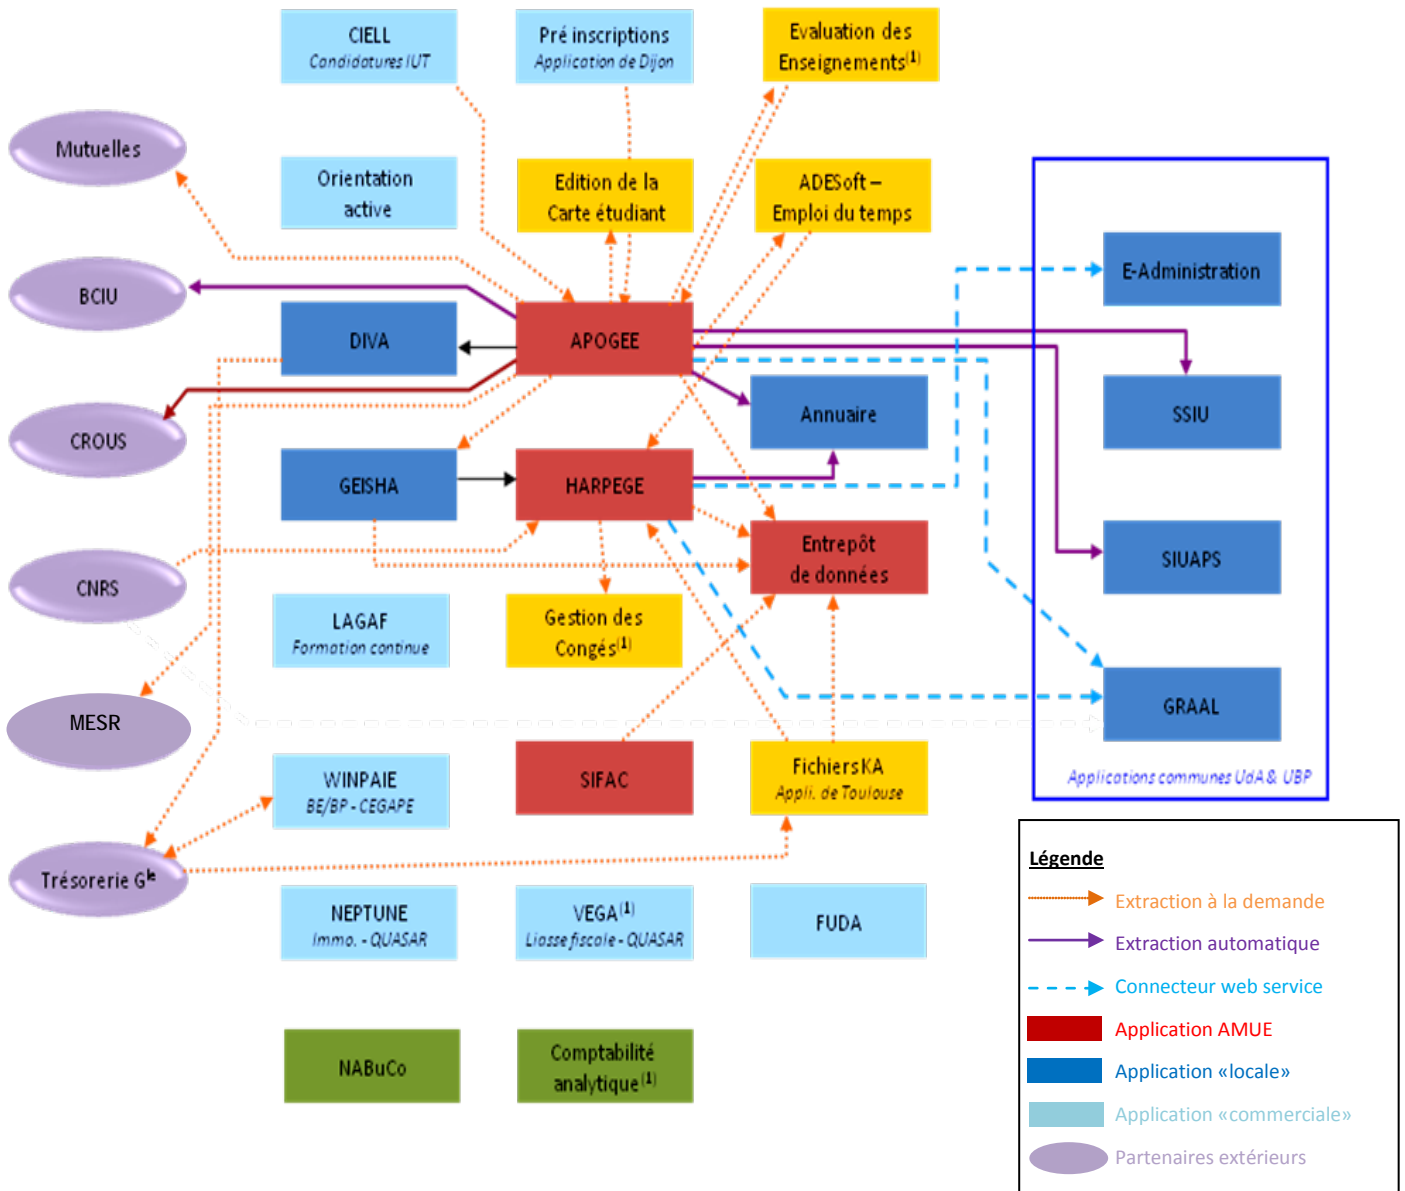 CIELL
Candidatures IUT
Pré inscriptions
Application de Dijon
Evaluation des
Enseignements(1)
Mutuelles
Orientation
active
Edition de la
Carte étudiant
ADESoft –
Emploi du temps
BCIU
E-Administration
DIVA
APOGEE
Annuaire
SSIU
CROUS
GEISHA
HARPEGE
Entrepôt
de données
SIUAPS
CNRS
LAGAF
Formation continue
Gestion des
Congés(1)
GRAAL
MESR
WINPAIE
BE/BP - CEGAPE
SIFAC
Fichiers KA
Appli. de Toulouse
Applications communes UdA & UBP
Trésorerie Gle
NEPTUNE
Immo. - QUASAR
VEGA(1)
Liasse fiscale - QUASAR
FUDA
NABuCo
Comptabilité
analytique(1)
Légende
Extraction à la demande
Extraction automatique
Connecteur web service
Application AMUE
Application «locale»
Application «commerciale»
Partenaires extérieurs